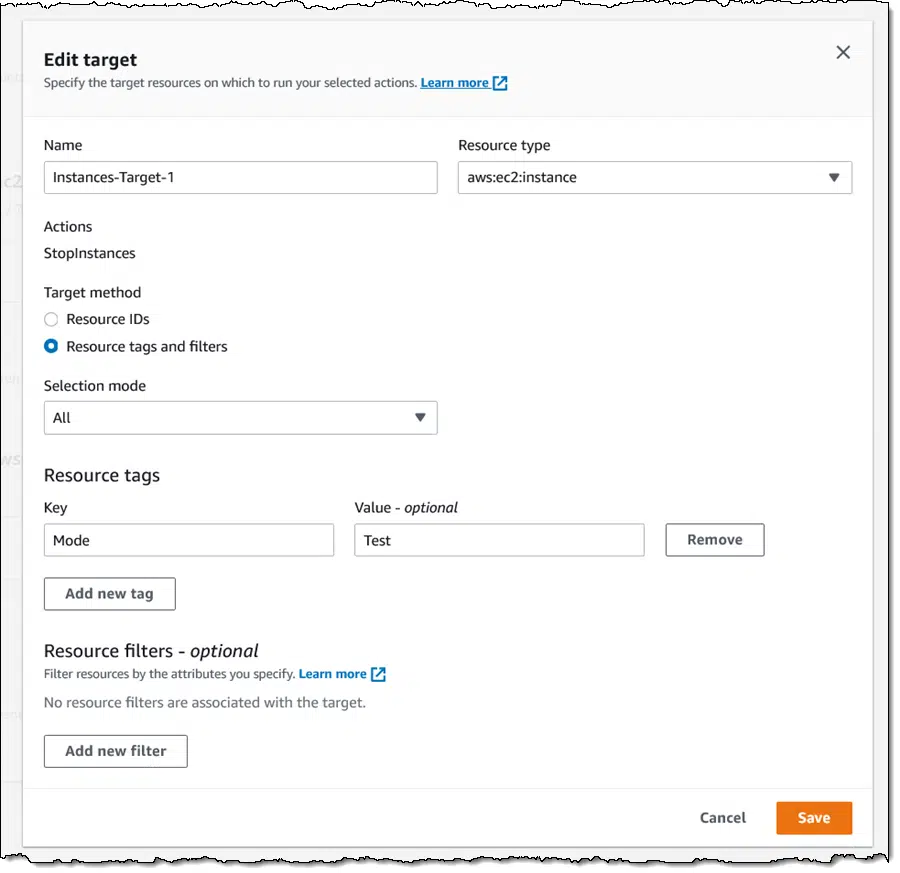 Edit target
Specify the target resources on which to run your selected actions. Learn more
Name
Resource type
Instances-Target-1
aws:ec2:instance
Actions
StopInstances
Target method
Resource IDs
Resource tags and filters
Selection mode
All
Resource tags
Key
Value - optional
Mode
Test
Remove
Add new tag
Resource filters - optional
Filter resources by the attributes you specify. Learn more
No resource filters are associated with the target.
Add new filter
Cancel
Save